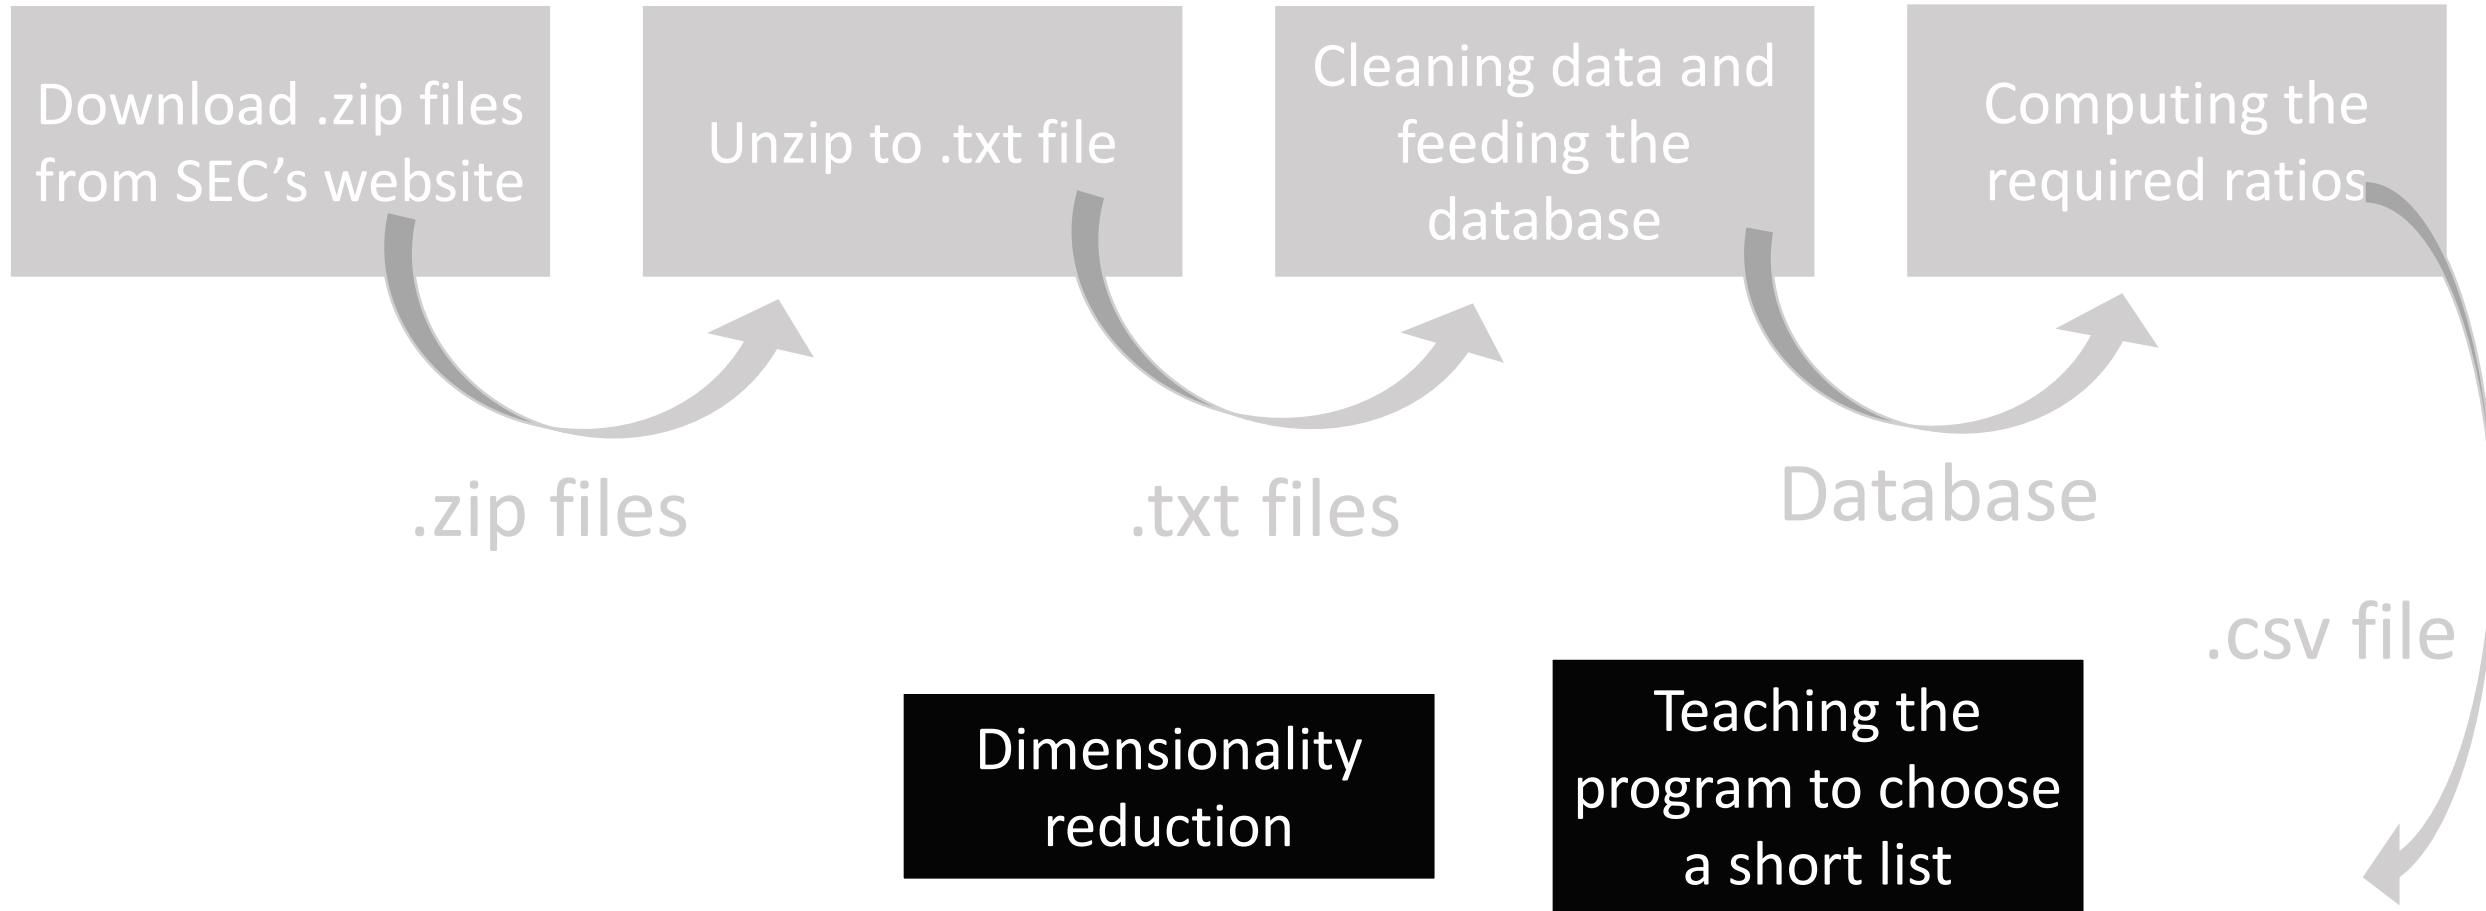 Download .zip files
from SEC’s website
Unzip to .txt file
Cleaning data and
feeding the
database
Computing the
required ratios
.zip files
.txt files
Database
.csv file
Dimensionality
reduction
Teaching the
program to choose
a short list